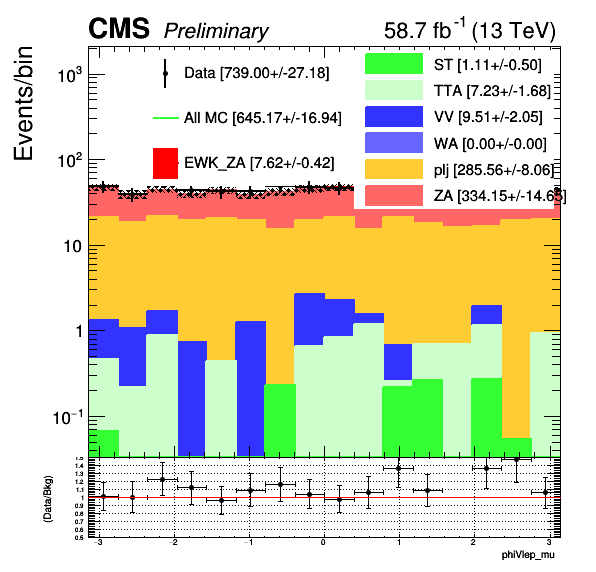 CMS Preliminary 58.7 fb⁻¹ (13 TeV)
Events/bin
10³
10²
10
1
10⁻¹
Data [739.00+/-27.18]
All MC [645.17+/-16.94]
EWK_ZA [7.62+/-0.42]
ST [1.11+/-0.50]
TTA [7.23+/-1.68]
VV [9.51+/-2.05]
WA [0.00+/-0.00]
plj [285.56+/-8.06]
ZA [334.15+/-14.65]
(Data/Bkg)
1.5
1.4
1.3
1.2
1.1
1
0.9
0.8
0.7
0.6
0.5
−3 −2 −1 0 1 2 3
phiVlep_mu